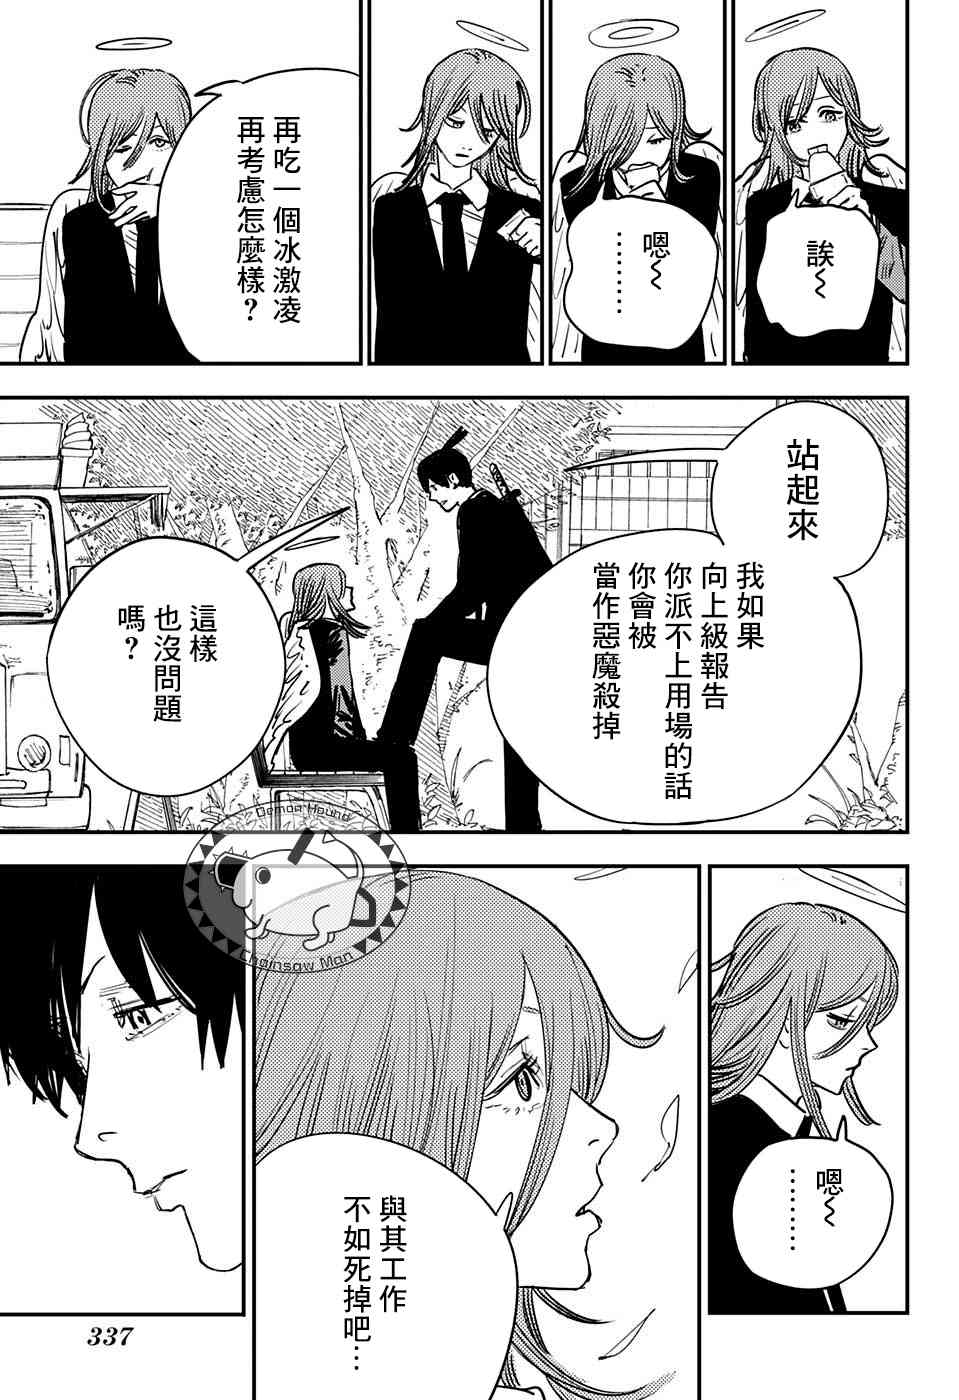 誒～
嗯～
……
再吃一個冰激凌
再考慮怎麼樣?
站起來
我如果
向上級報告
你派不上用場的話
你會被
當作惡魔殺掉
這樣
也沒問題
嗎?
嗯～
………
與其工作
不如死掉吧…
Demon Hound
Chainsaw Man
337